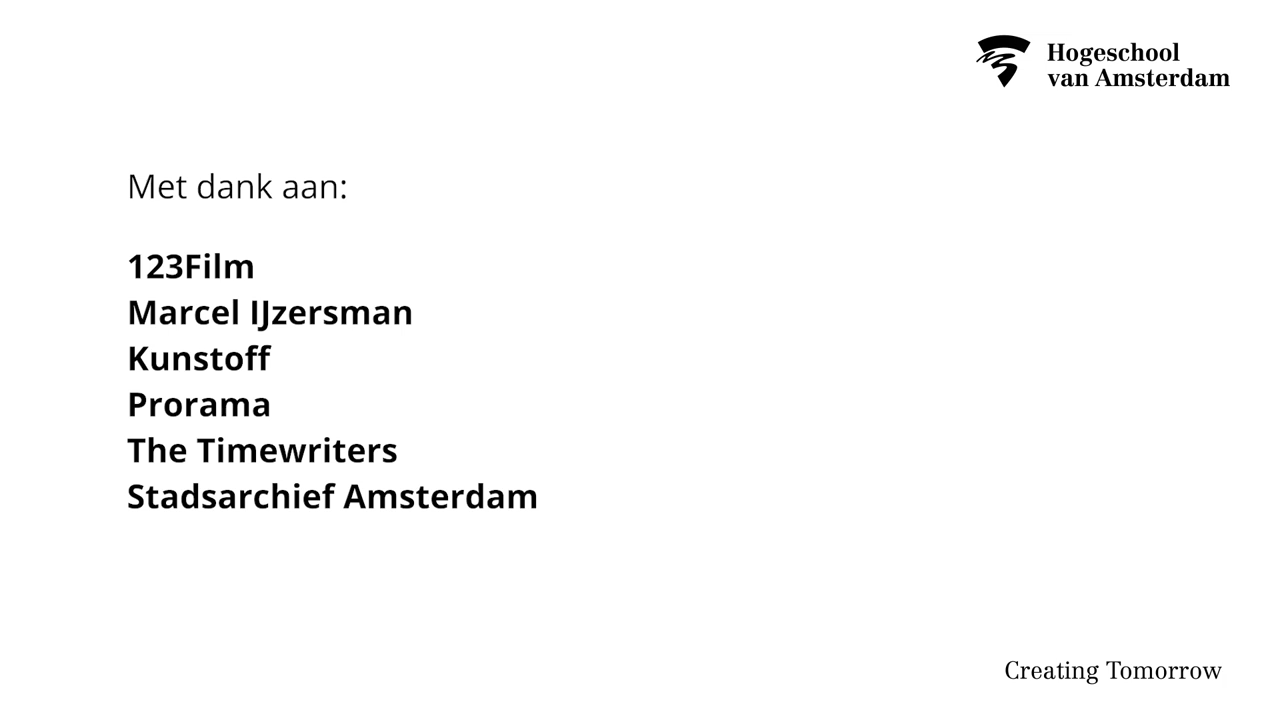 Hogeschool
van Amsterdam
Met dank aan:
123Film
Marcel IJzersman
Kunstoff
Prorama
The Timewriters
Stadsarchief Amsterdam
Creating Tomorrow